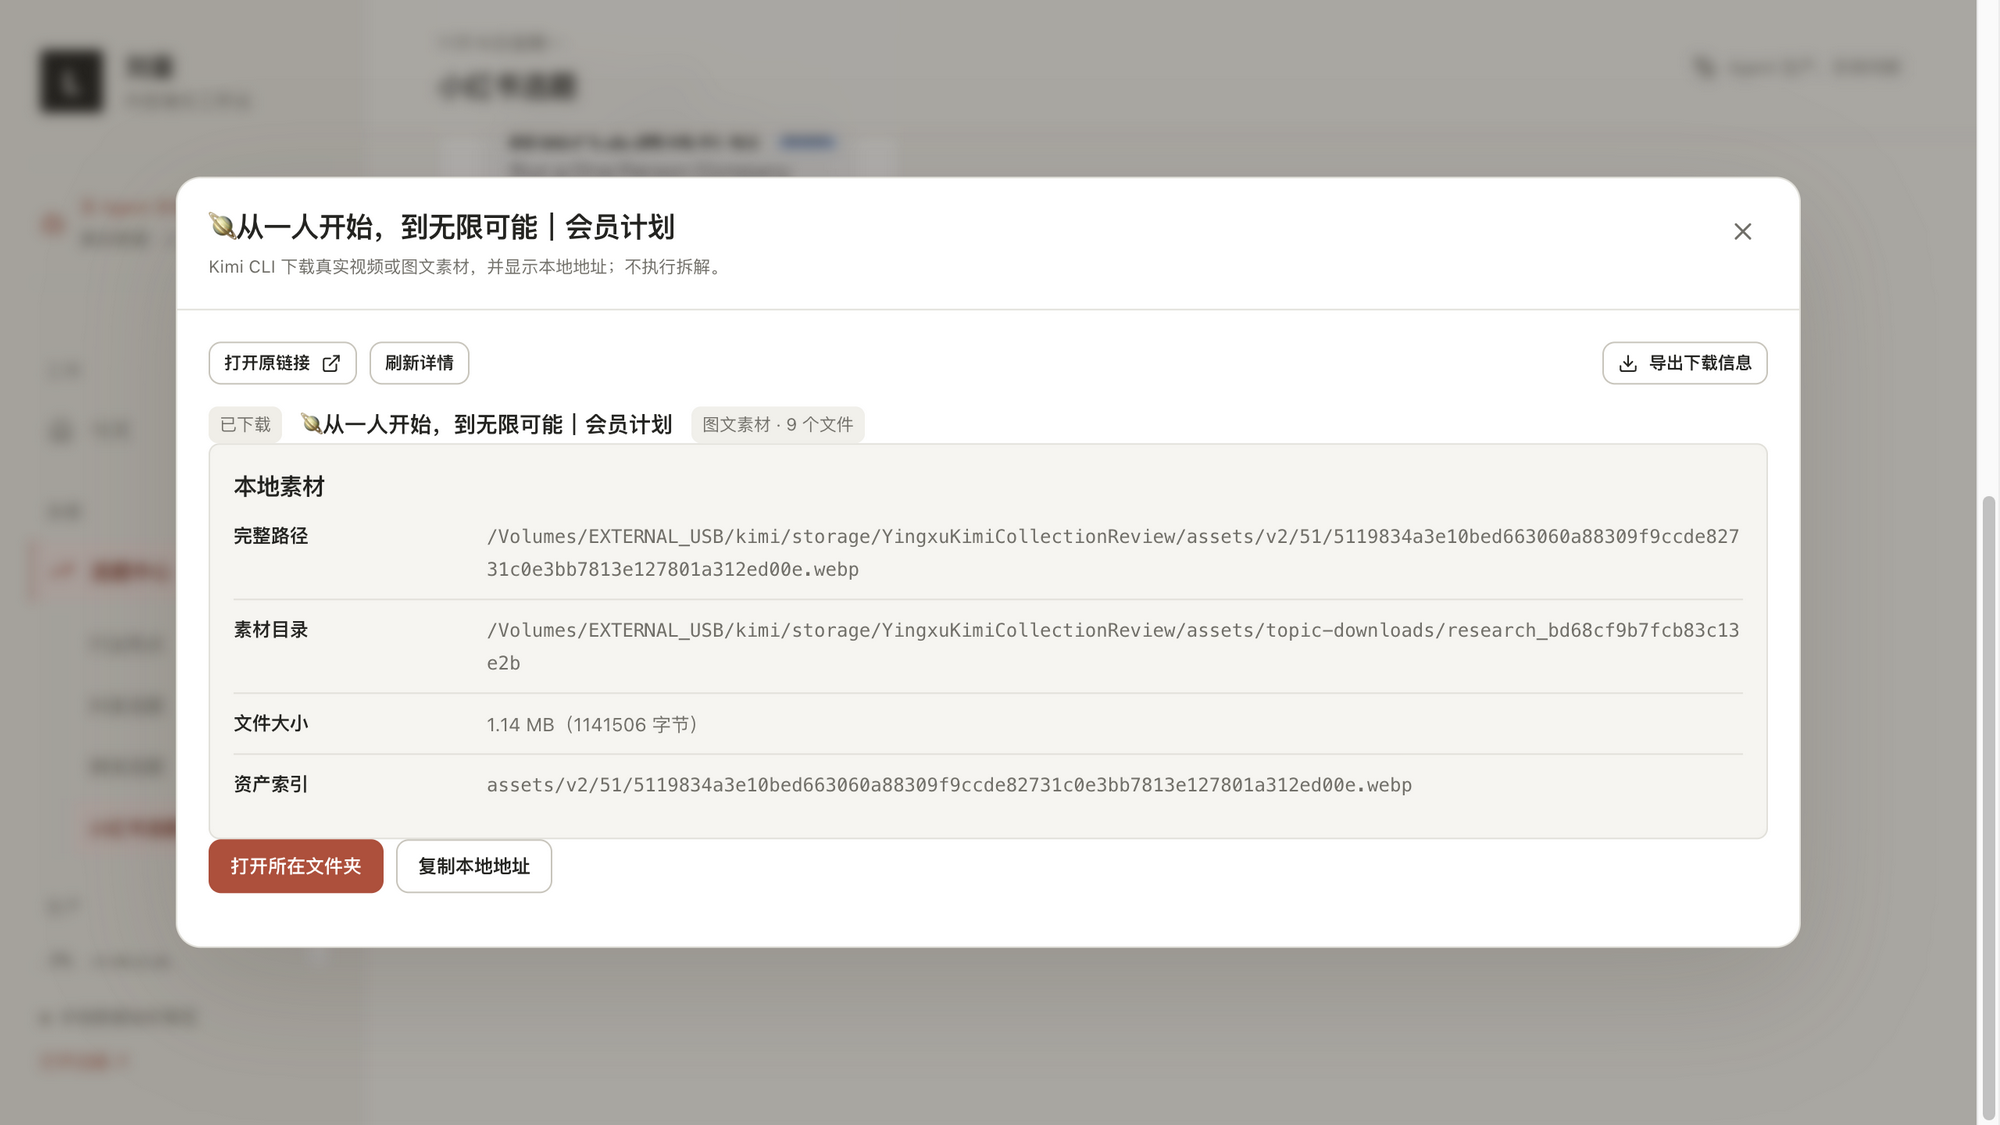 小红书选题
🪐从一人开始，到无限可能｜会员计划
Kimi CLI 下载真实视频或图文素材，并显示本地地址；不执行拆解。
打开原链接
刷新详情
导出下载信息
已下载
🪐从一人开始，到无限可能｜会员计划
图文素材 · 9 个文件
本地素材
完整路径
/Volumes/EXTERNAL_USB/kimi/storage/YingxuKimiCollectionReview/assets/v2/51/5119834a3e10bed663060a88309f9ccde827
31c0e3bb7813e127801a312ed00e.webp
素材目录
/Volumes/EXTERNAL_USB/kimi/storage/YingxuKimiCollectionReview/assets/topic-downloads/research_bd68cf9b7fcb83c13
e2b
文件大小
1.14 MB（1141506 字节）
资产索引
assets/v2/51/5119834a3e10bed663060a88309f9ccde82731c0e3bb7813e127801a312ed00e.webp
打开所在文件夹
复制本地地址